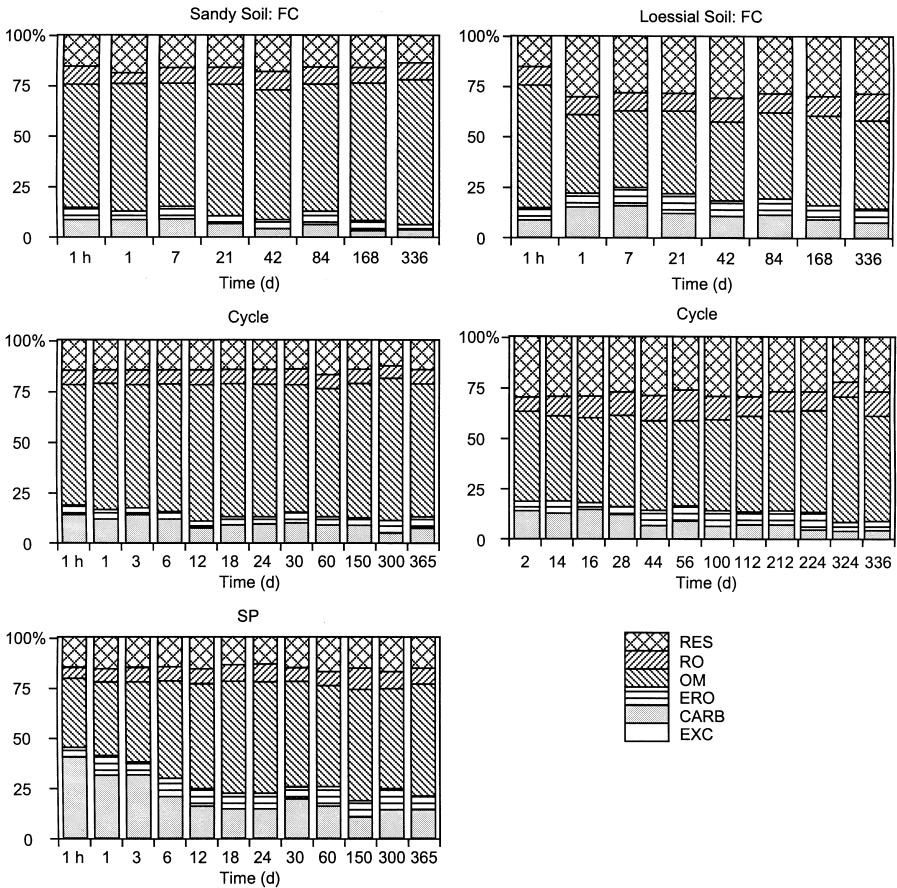 Sandy Soil: FC
100%
75
50
25
0
1 h 1 7 21 42 84 168 336
Time (d)
Loessial Soil: FC
100%
75
50
25
0
1 h 1 7 21 42 84 168 336
Time (d)
Cycle
100%
75
50
25
0
1 h 1 3 6 12 18 24 30 60 150 300 365
Time (d)
Cycle
100%
75
50
25
0
2 14 16 28 44 56 100 112 212 224 324 336
Time (d)
SP
100%
75
50
25
0
1 h 1 3 6 12 18 24 30 60 150 300 365
Time (d)
RES
RO
OM
ERO
CARB
EXC